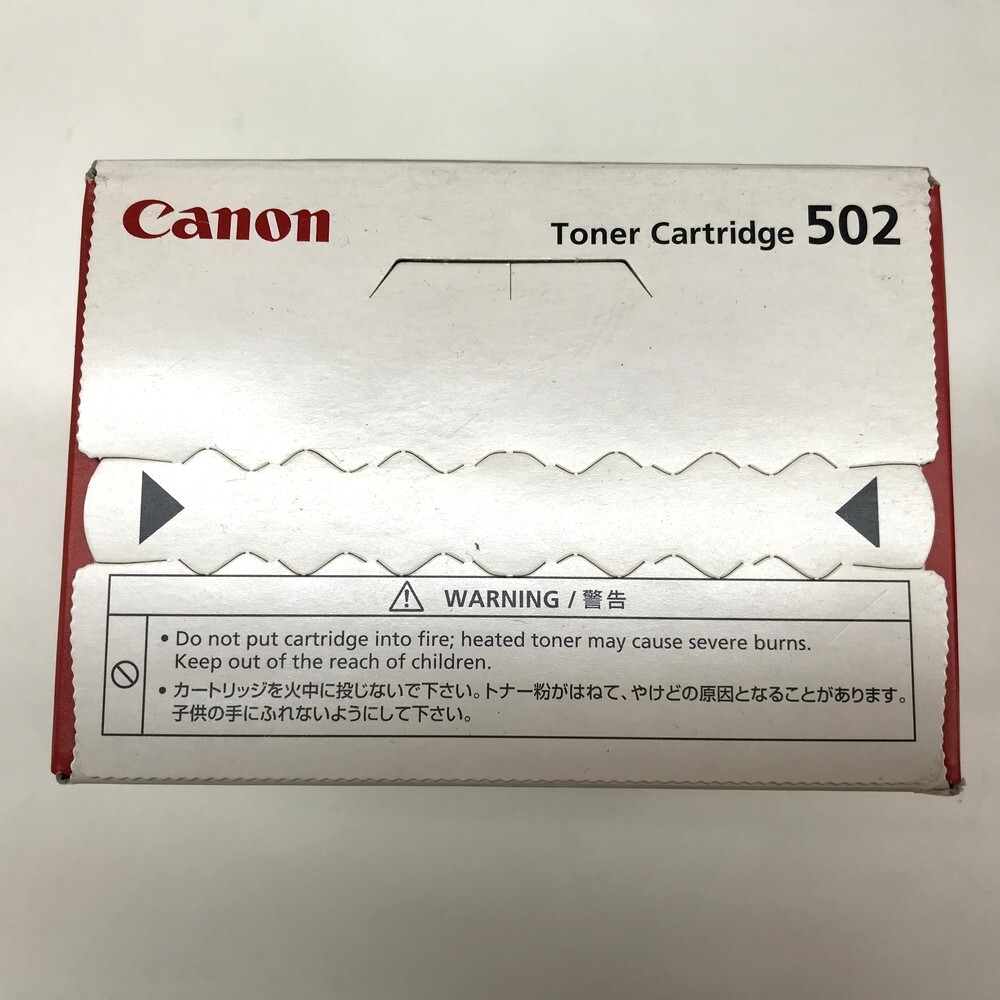 Canon
Toner Cartridge 502
WARNING / 警告
• Do not put cartridge into fire; heated toner may cause severe burns.
Keep out of the reach of children.
• カートリッジを火中に投じないで下さい。トナー粉がはねて、やけどの原因となることがあります。
子供の手にふれないようにして下さい。